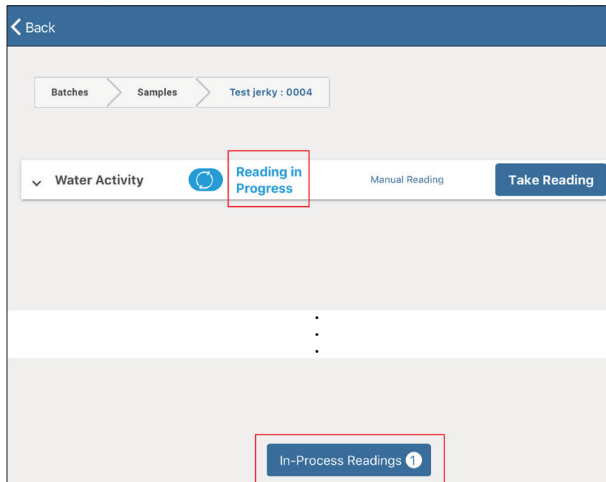 Back
Batches
Samples
Test jerky : 0004
Water Activity
Reading in
Progress
Manual Reading
Take Reading
In-Process Readings 1